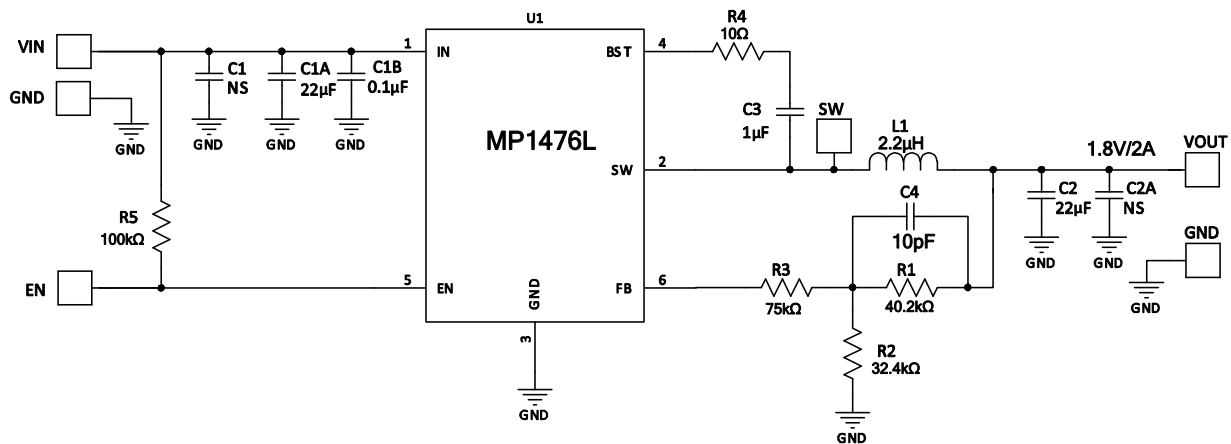 U1
VIN
GND
GND
C1
NS
GND
C1A
22µF
GND
C1B
0.1µF
GND
1
IN
MP1476L
BST
4
R4
10Ω
C3
1µF
SW
SW
2
L1
2.2µH
1.8V/2A
VOUT
C4
10pF
C2
22µF
GND
C2A
NS
GND
GND
GND
R5
100kΩ
EN
5
EN
GND
3
GND
FB
6
R3
75kΩ
R1
40.2kΩ
R2
32.4kΩ
GND